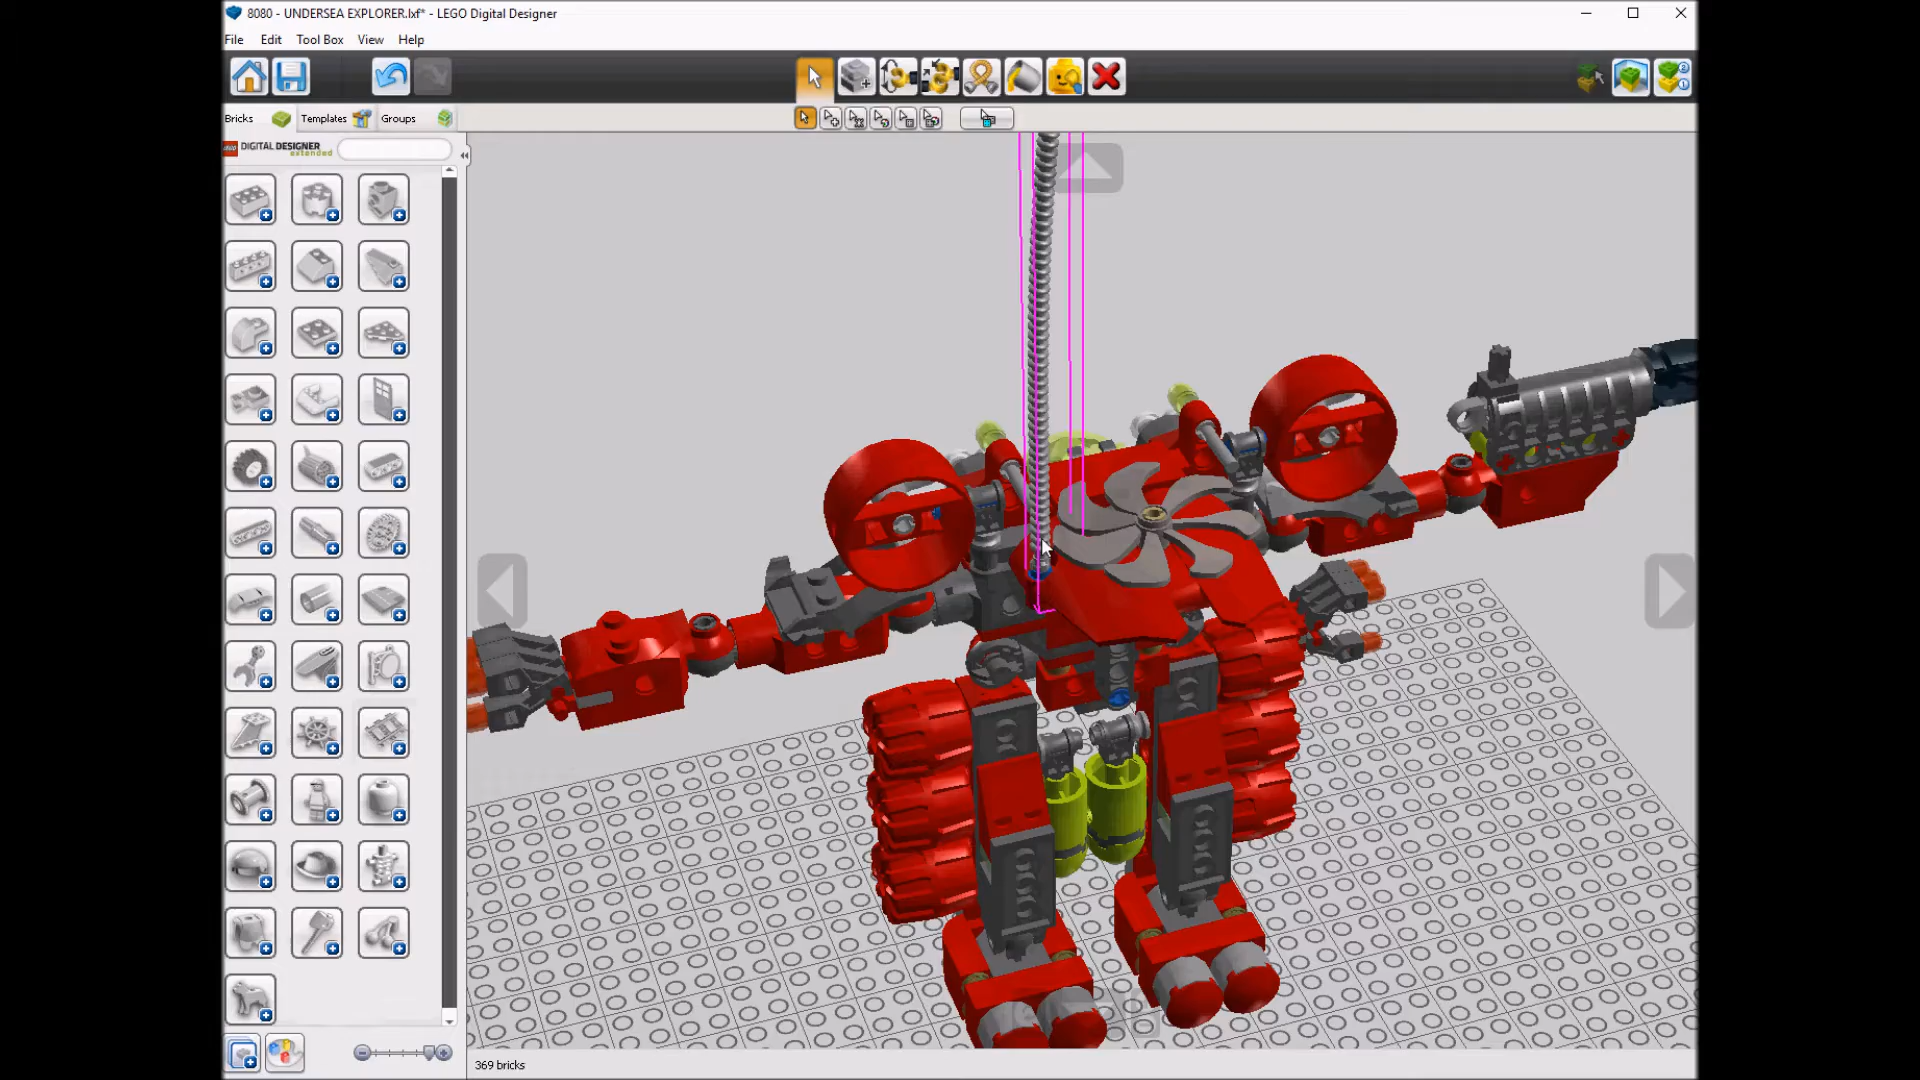 8080 - UNDERSEA EXPLORER.lxf* - LEGO Digital Designer
File Edit Tool Box View Help
Bricks Templates Groups
DIGITAL DESIGNER
extended
369 bricks